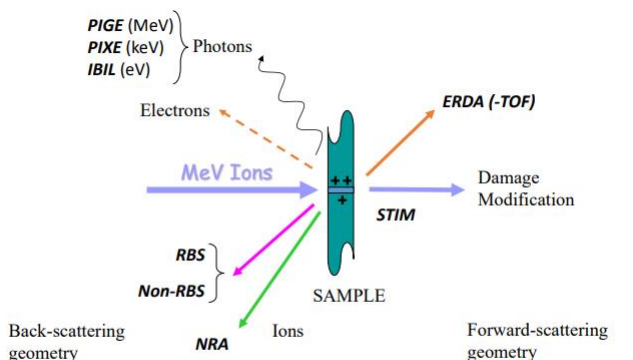 PIGE (MeV)
PIXE (keV)
IBIL (eV)
Photons
Electrons
ERDA (-TOF)
MeV Ions
++
+
Damage
Modification
STIM
RBS
Non-RBS
SAMPLE
Back-scattering
geometry
NRA
Ions
Forward-scattering
geometry